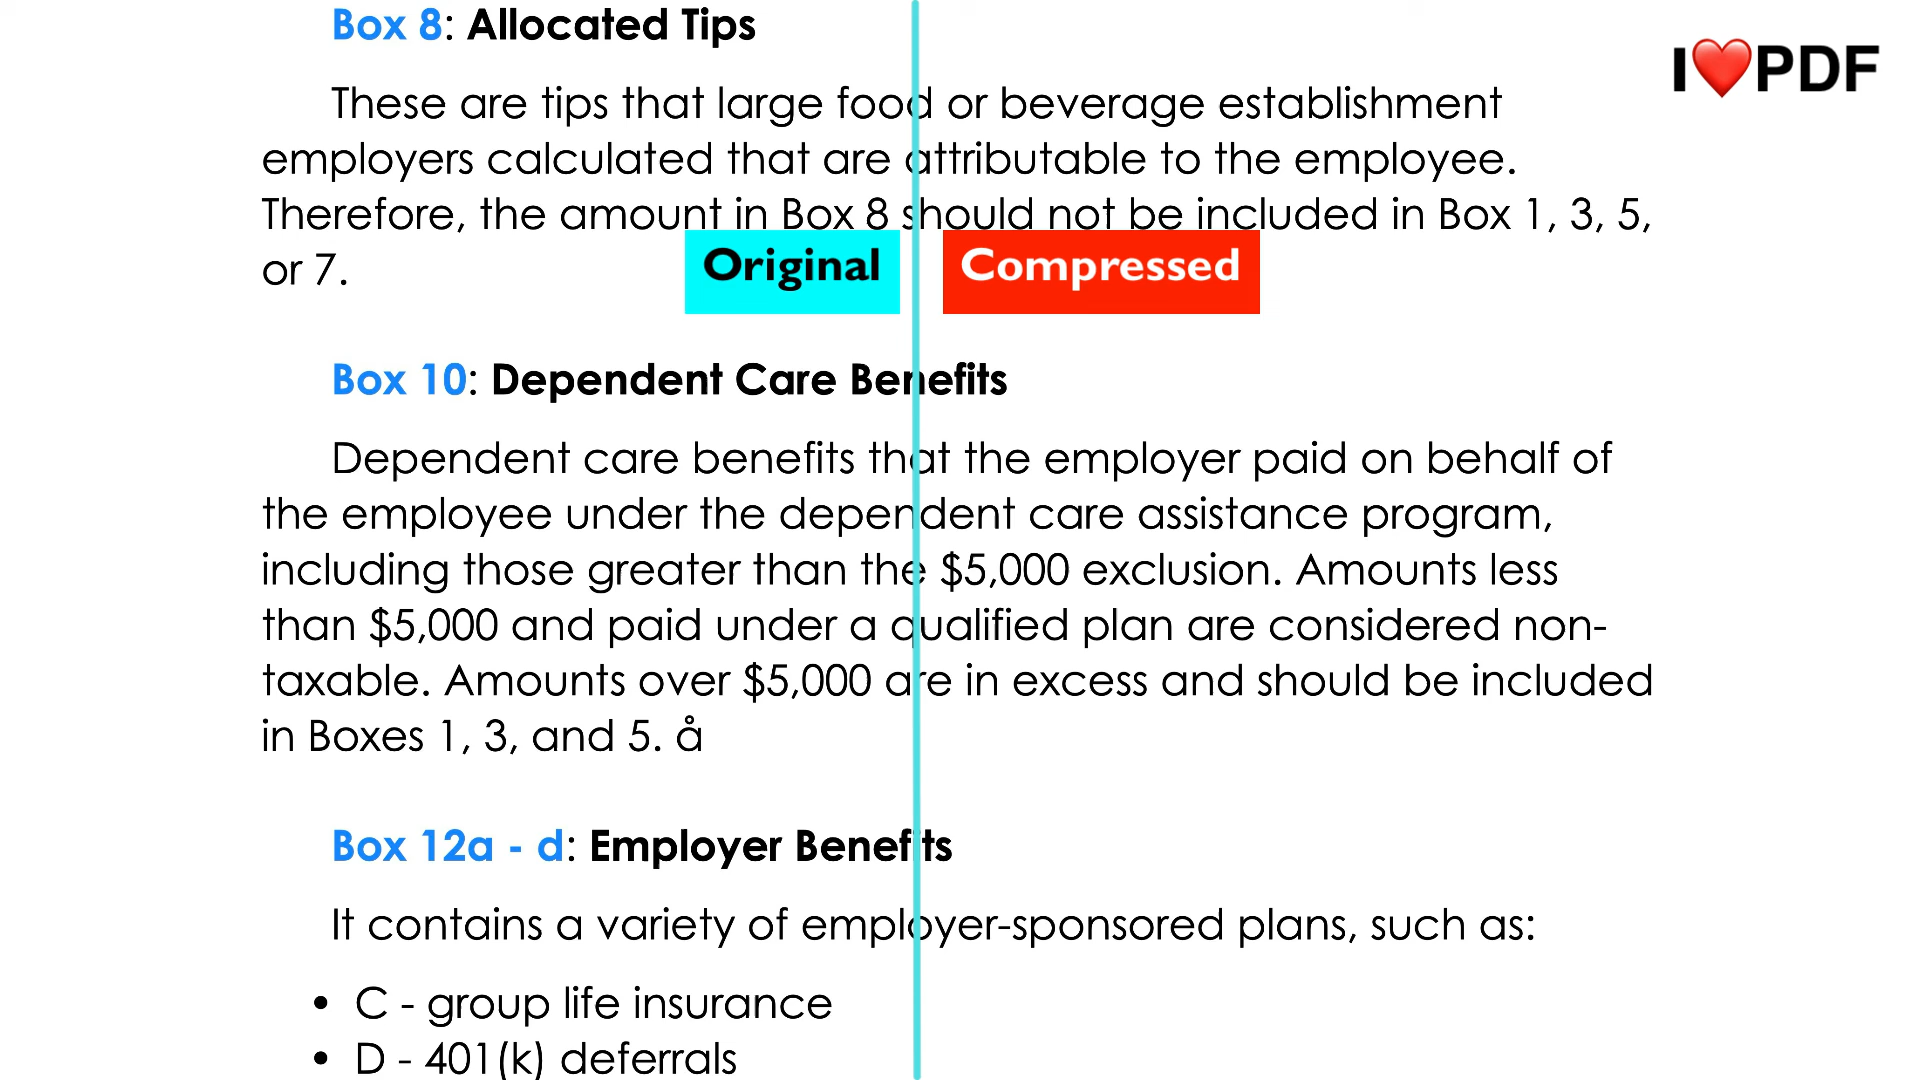 Box 8: Allocated Tips
I❤️PDF
These are tips that large food or beverage establishment
employers calculated that are attributable to the employee.
Therefore, the amount in Box 8 should not be included in Box 1, 3, 5,
or 7.
Original
Compressed
Box 10: Dependent Care Benefits
Dependent care benefits that the employer paid on behalf of
the employee under the dependent care assistance program,
including those greater than the $5,000 exclusion. Amounts less
than $5,000 and paid under a qualified plan are considered non-
taxable. Amounts over $5,000 are in excess and should be included
in Boxes 1, 3, and 5. å
Box 12a - d: Employer Benefits
It contains a variety of employer-sponsored plans, such as:
• C - group life insurance
• D - 401(k) deferrals